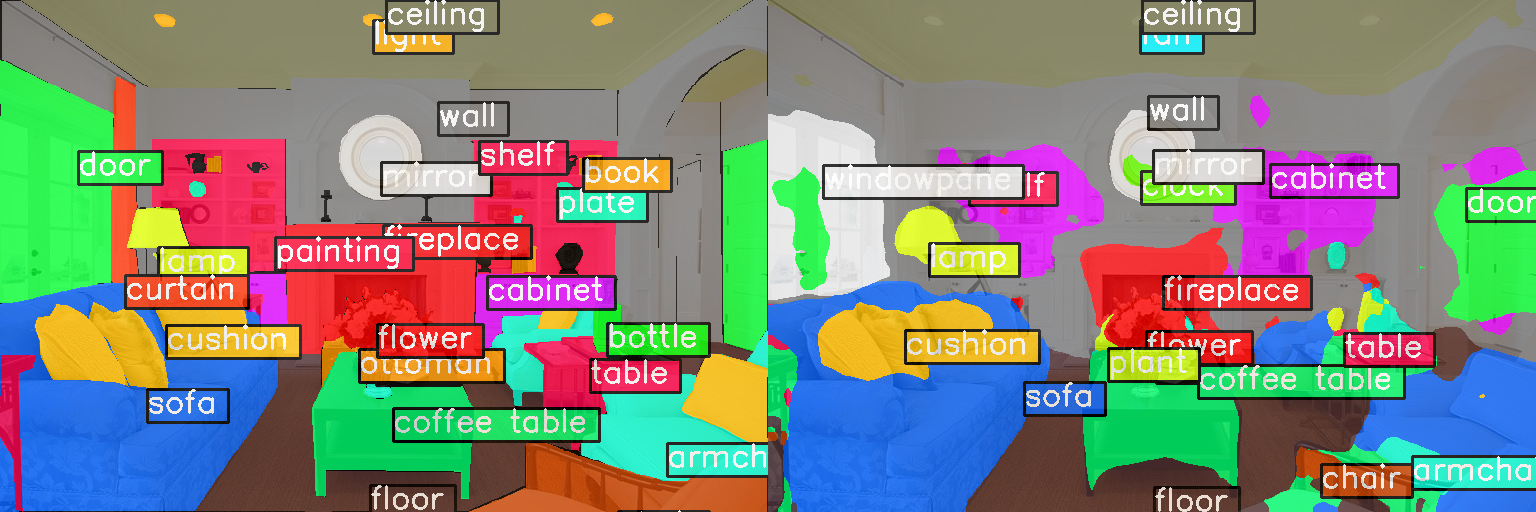 ceiling
light
wall
shelf
door
book
mirror
plate
fireplace
painting
lamp
curtain
cabinet
cushion
flower
bottle
ottoman
table
sofa
coffee table
armch
floor
ceiling
fan
wall
mirror
windowpane
lf
clock
cabinet
door
lamp
fireplace
cushion
flower
table
plant
coffee table
sofa
chair
armcha
floor